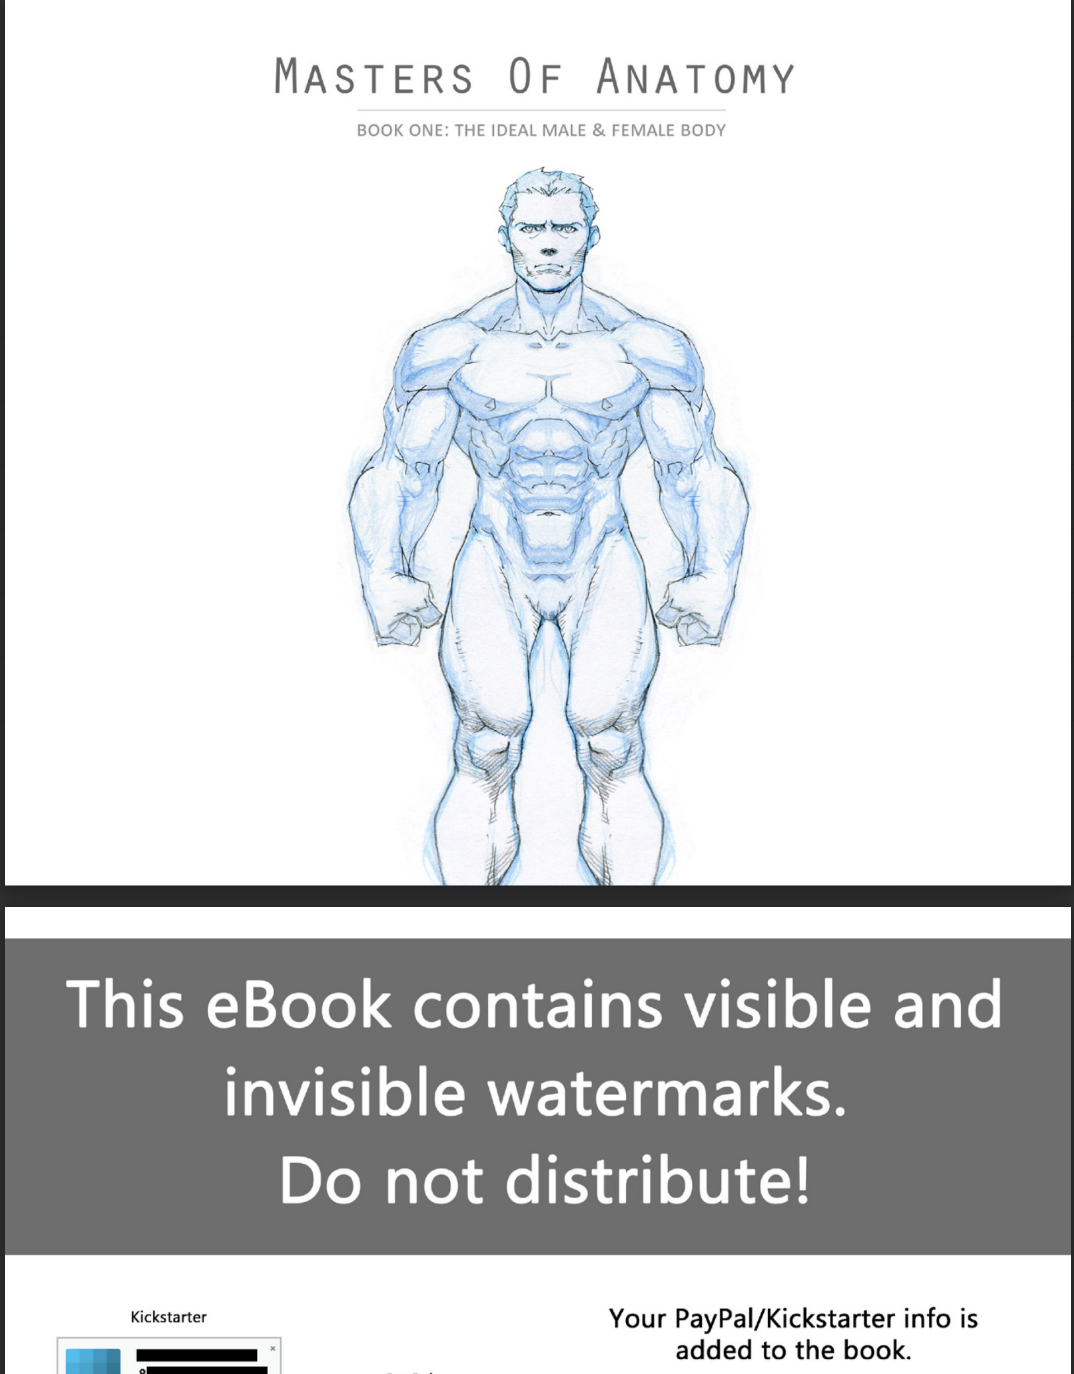 Masters Of Anatomy
BOOK ONE: THE IDEAL MALE & FEMALE BODY
This eBook contains visible and
invisible watermarks.
Do not distribute!
Kickstarter
Your PayPal/Kickstarter info is
added to the book.